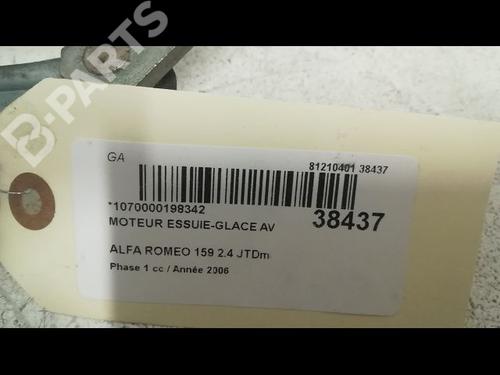 B-PARTS
GA
81210401 38437
*1070000198342
38437
MOTEUR ESSUIE-GLACE AV
ALFA ROMEO 159 2.4 JTDm
Phase 1 cc / Année 2006